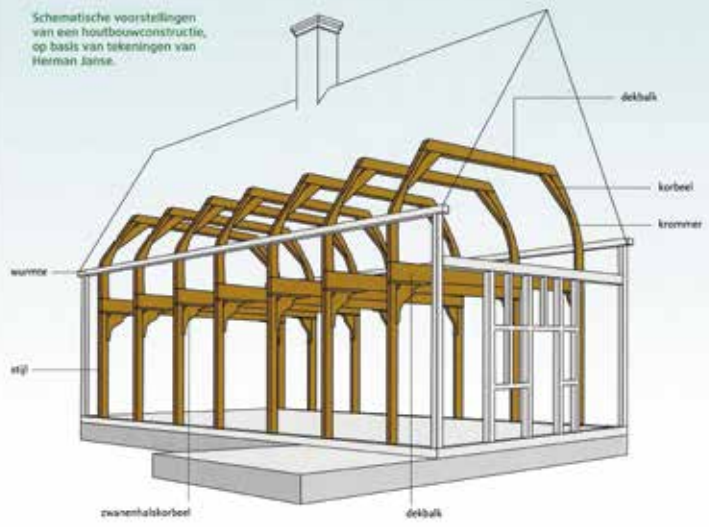 Schematische voorstellingen
van een houtbouwconstructie,
op basis van tekeningen van
Herman Janse.
dekbalk
korbeel
krommer
wurmte
stijl
zwanenhalskorbeel
dekbalk